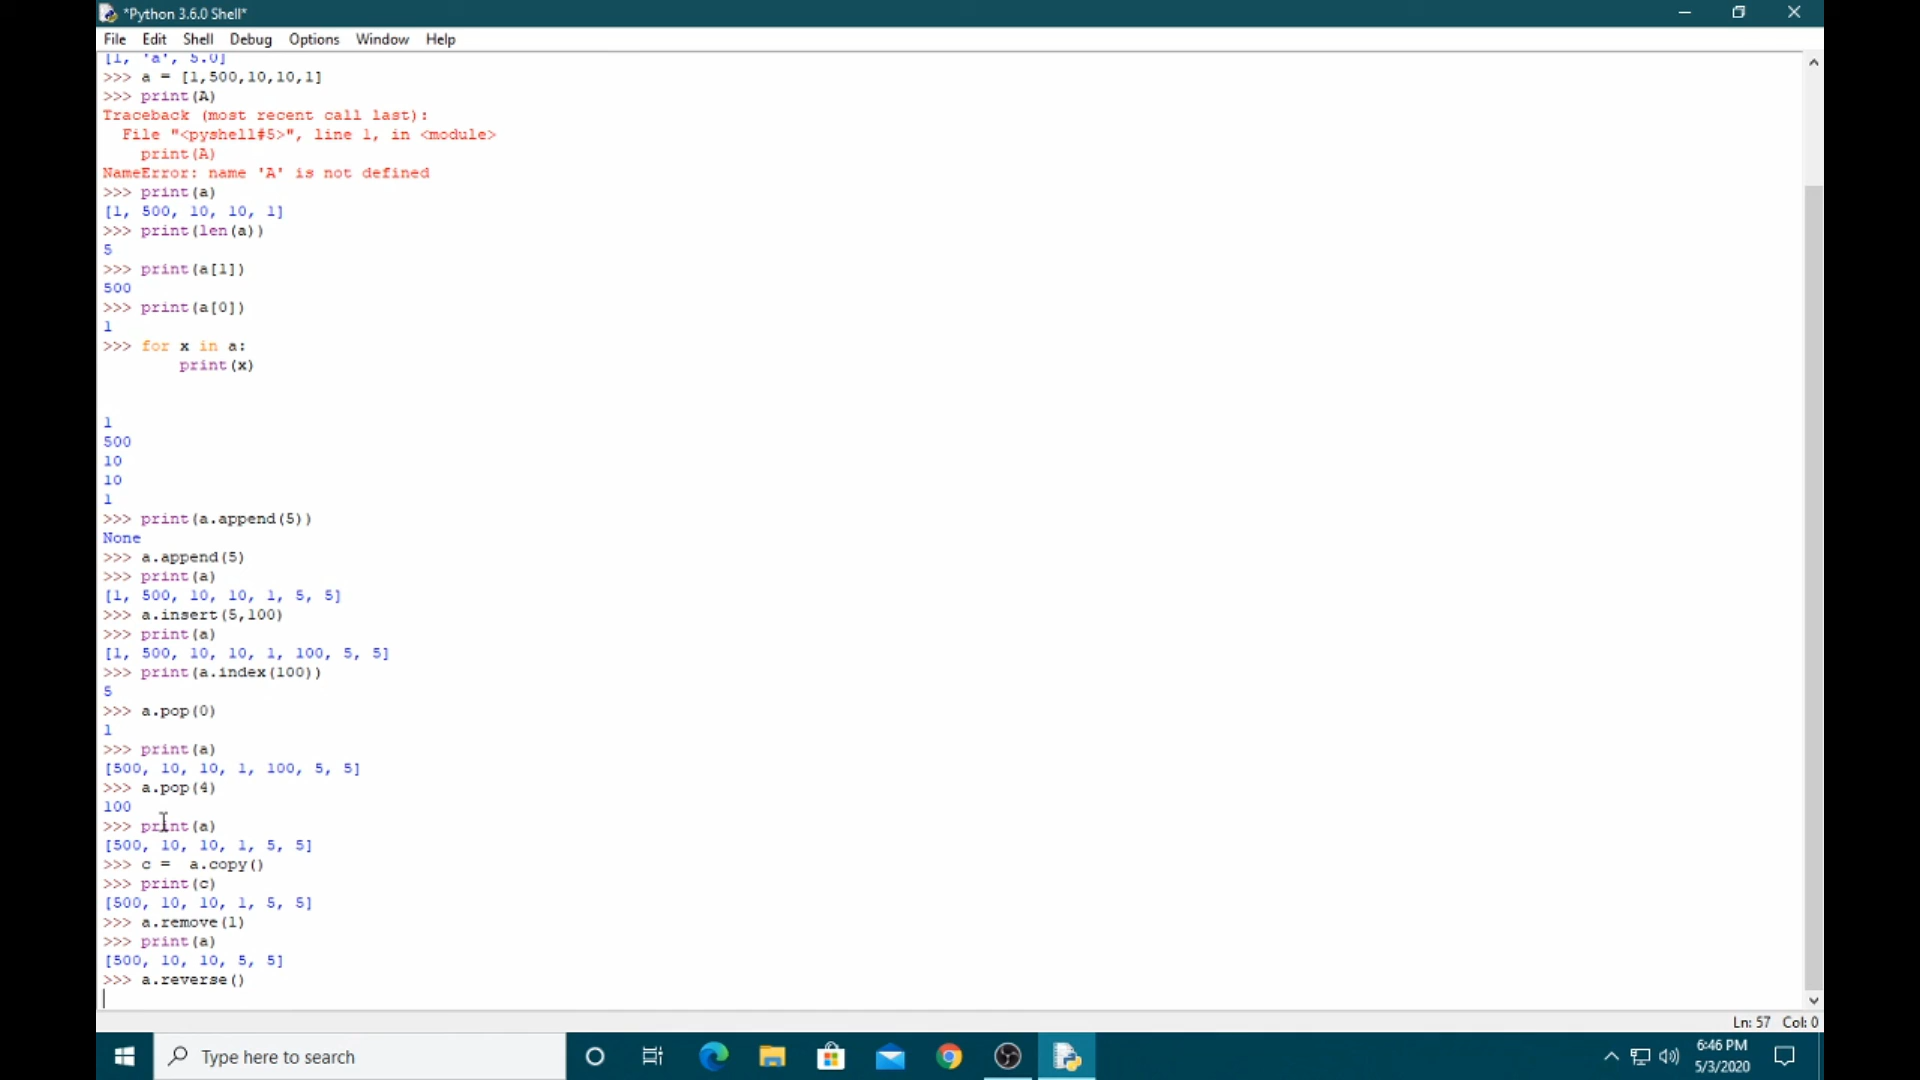 *Python 3.6.0 Shell*
File Edit Shell Debug Options Window Help
[1, 'a', 5.0]
>>> a = [1,500,10,10,1]
>>> print(A)
Traceback (most recent call last):
  File "<pyshell#5>", line 1, in <module>
    print(A)
NameError: name 'A' is not defined
>>> print(a)
[1, 500, 10, 10, 1]
>>> print(len(a))
5
>>> print(a[1])
500
>>> print(a[0])
1
>>> for x in a:
        print(x)
1
500
10
10
1
>>> print(a.append(5))
None
>>> a.append(5)
>>> print(a)
[1, 500, 10, 10, 1, 5, 5]
>>> a.insert(5,100)
>>> print(a)
[1, 500, 10, 10, 1, 100, 5, 5]
>>> print(a.index(100))
5
>>> a.pop(0)
1
>>> print(a)
[500, 10, 10, 1, 100, 5, 5]
>>> a.pop(4)
100
>>> print(a)
[500, 10, 10, 1, 5, 5]
>>> c =  a.copy()
>>> print(c)
[500, 10, 10, 1, 5, 5]
>>> a.remove(1)
>>> print(a)
[500, 10, 10, 5, 5]
>>> a.reverse()
Ln: 57 Col: 0
Type here to search
6:46 PM
5/3/2020